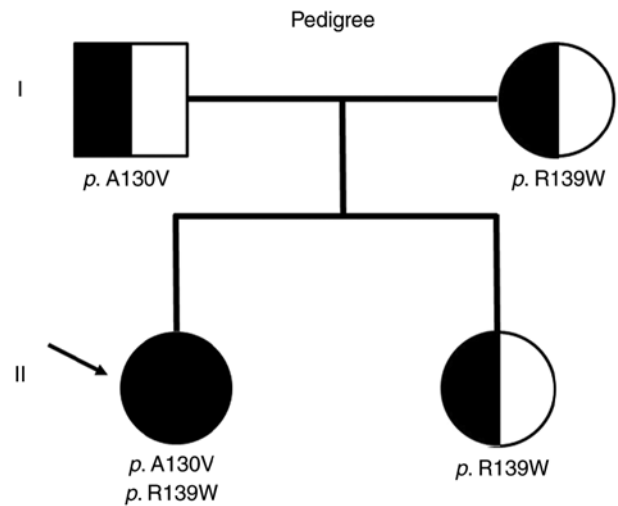 Pedigree
I
p. A130V
p. R139W
II
p. A130V
p. R139W
p. R139W